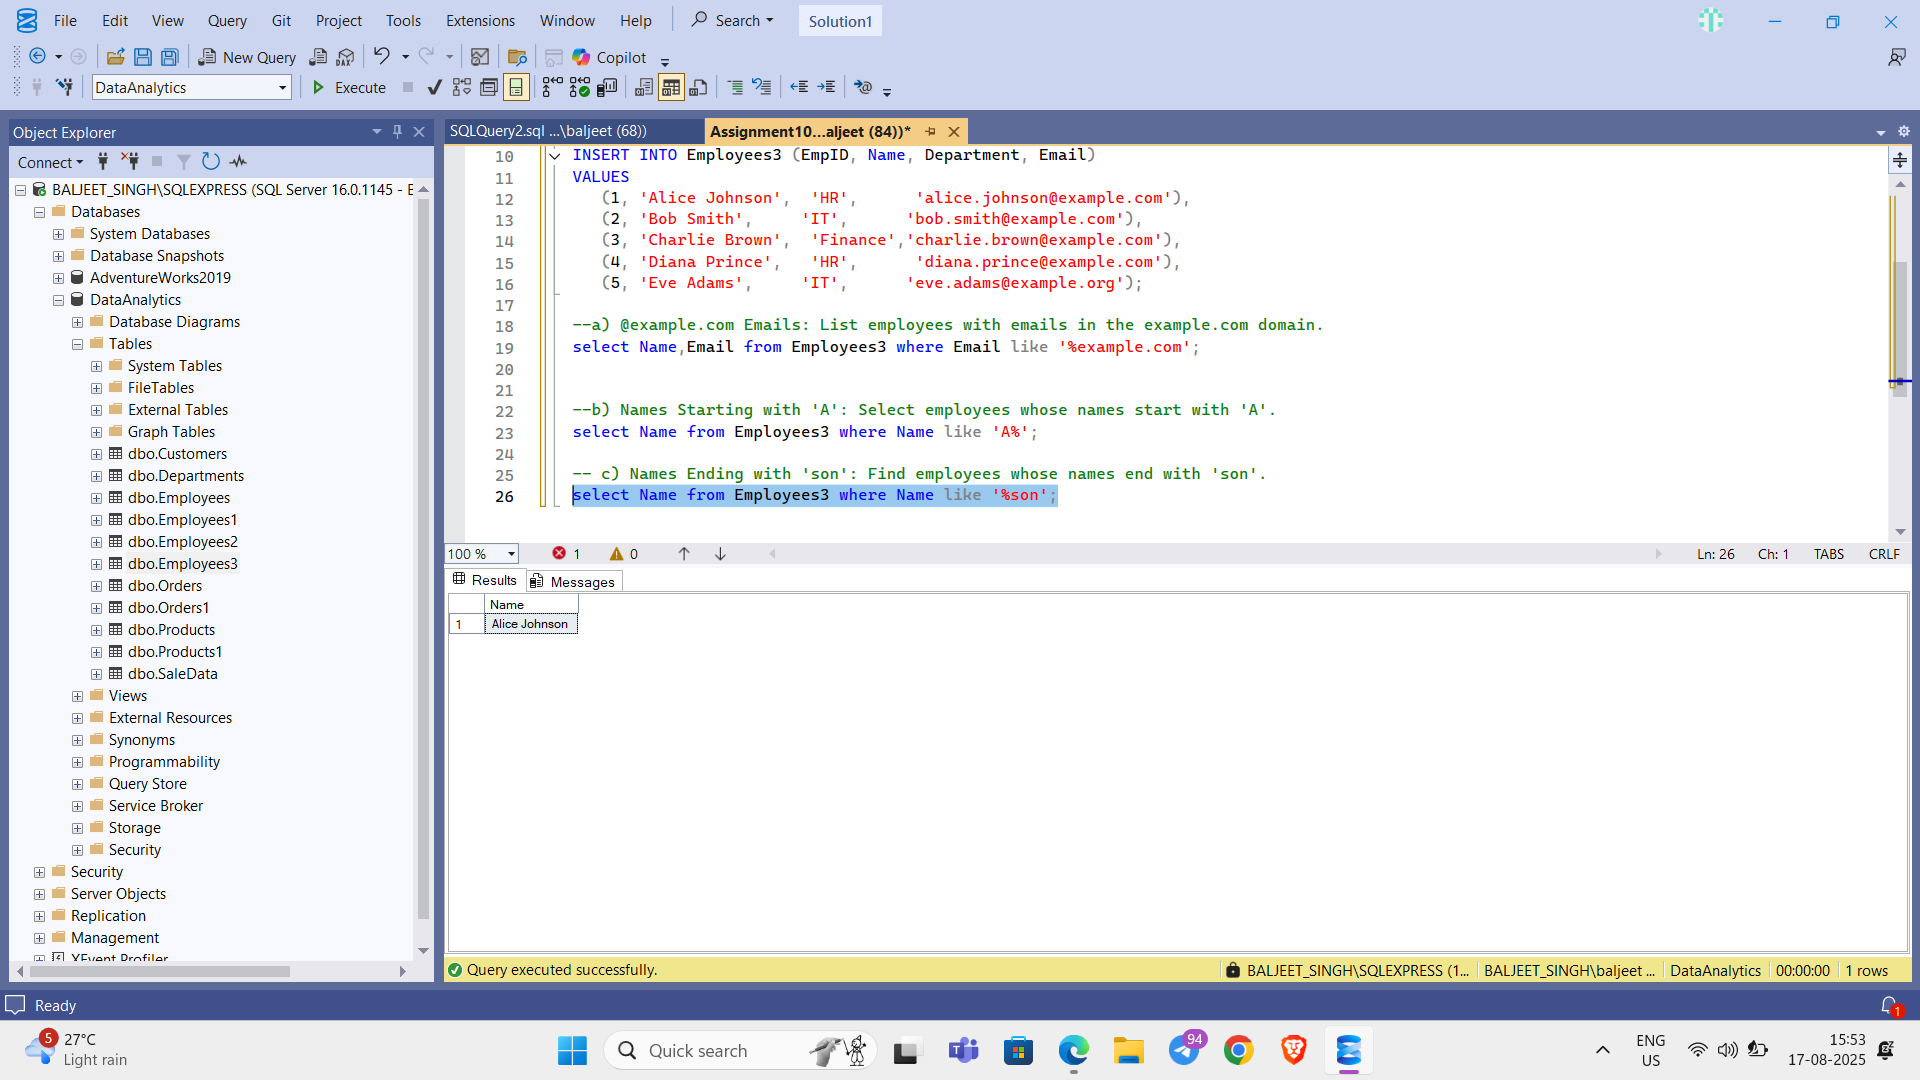 File Edit View Query Git Project Tools Extensions Window Help Search Solution1
New Query DAX Copilot
DataAnalytics Execute
Object Explorer
Connect
BALJEET_SINGH\SQLEXPRESS (SQL Server 16.0.1145 - E
Databases
System Databases
Database Snapshots
AdventureWorks2019
DataAnalytics
Database Diagrams
Tables
System Tables
FileTables
External Tables
Graph Tables
dbo.Customers
dbo.Departments
dbo.Employees
dbo.Employees1
dbo.Employees2
dbo.Employees3
dbo.Orders
dbo.Orders1
dbo.Products
dbo.Products1
dbo.SaleData
Views
External Resources
Synonyms
Programmability
Query Store
Service Broker
Storage
Security
Security
Server Objects
Replication
Management
XEvent Profiler
SQLQuery2.sql ...\baljeet (68)) Assignment10...aljeet (84))*
10 INSERT INTO Employees3 (EmpID, Name, Department, Email)
11 VALUES
12 (1, 'Alice Johnson', 'HR', 'alice.johnson@example.com'),
13 (2, 'Bob Smith', 'IT', 'bob.smith@example.com'),
14 (3, 'Charlie Brown', 'Finance','charlie.brown@example.com'),
15 (4, 'Diana Prince', 'HR', 'diana.prince@example.com'),
16 (5, 'Eve Adams', 'IT', 'eve.adams@example.org');
17
18 --a) @example.com Emails: List employees with emails in the example.com domain.
19 select Name,Email from Employees3 where Email like '%example.com';
20
21
22 --b) Names Starting with 'A': Select employees whose names start with 'A'.
23 select Name from Employees3 where Name like 'A%';
24
25 -- c) Names Ending with 'son': Find employees whose names end with 'son'.
26 select Name from Employees3 where Name like '%son';
100 % 1 0 Ln: 26 Ch: 1 TABS CRLF
Results Messages
Name
1 Alice Johnson
Query executed successfully. BALJEET_SINGH\SQLEXPRESS (1... BALJEET_SINGH\baljeet ... DataAnalytics 00:00:00 1 rows
Ready 1
5 27°C
Light rain
Quick search
94
ENG
US
15:53
17-08-2025